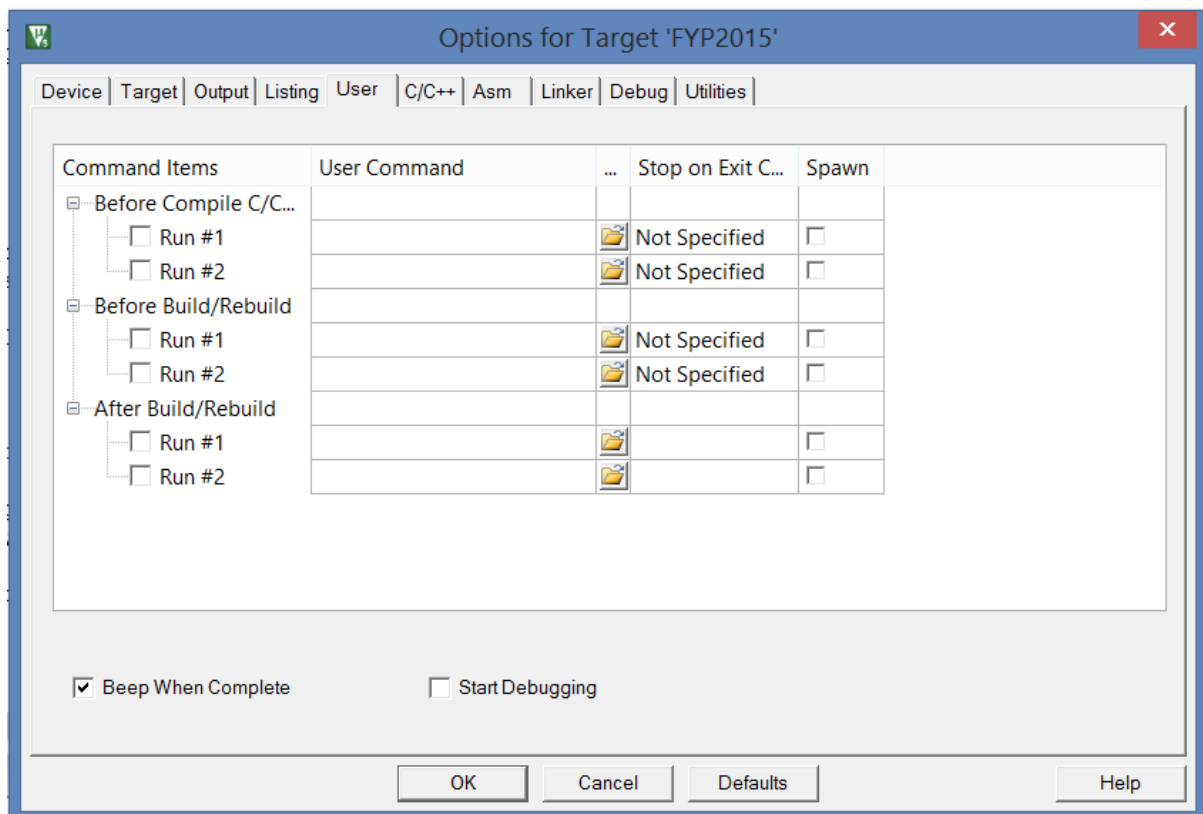 Options for Target 'FYP2015'
Device Target Output Listing User C/C++ Asm Linker Debug Utilities
Command Items User Command ... Stop on Exit C... Spawn
Before Compile C/C...
Run #1 Not Specified
Run #2 Not Specified
Before Build/Rebuild
Run #1 Not Specified
Run #2 Not Specified
After Build/Rebuild
Run #1
Run #2
Beep When Complete Start Debugging
OK Cancel Defaults Help